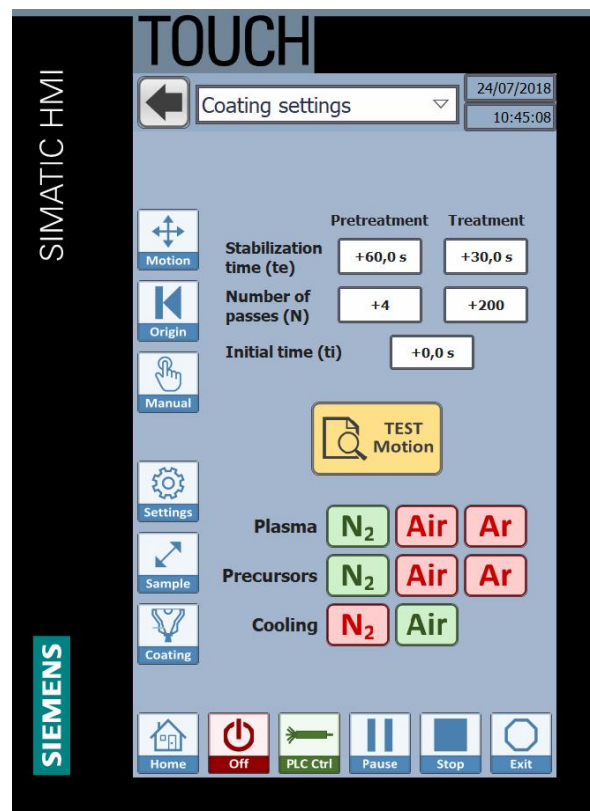 TOUCH
SIMATIC HMI
SIEMENS
Coating settings
24/07/2018
10:45:08
Pretreatment Treatment
Stabilization
time (te) +60,0 s +30,0 s
Number of
passes (N) +4 +200
Initial time (ti) +0,0 s
TEST
Motion
Motion
Origin
Manual
Settings
Sample
Coating
Plasma N₂ Air Ar
Precursors N₂ Air Ar
Cooling N₂ Air
Home Off PLC Ctrl Pause Stop Exit